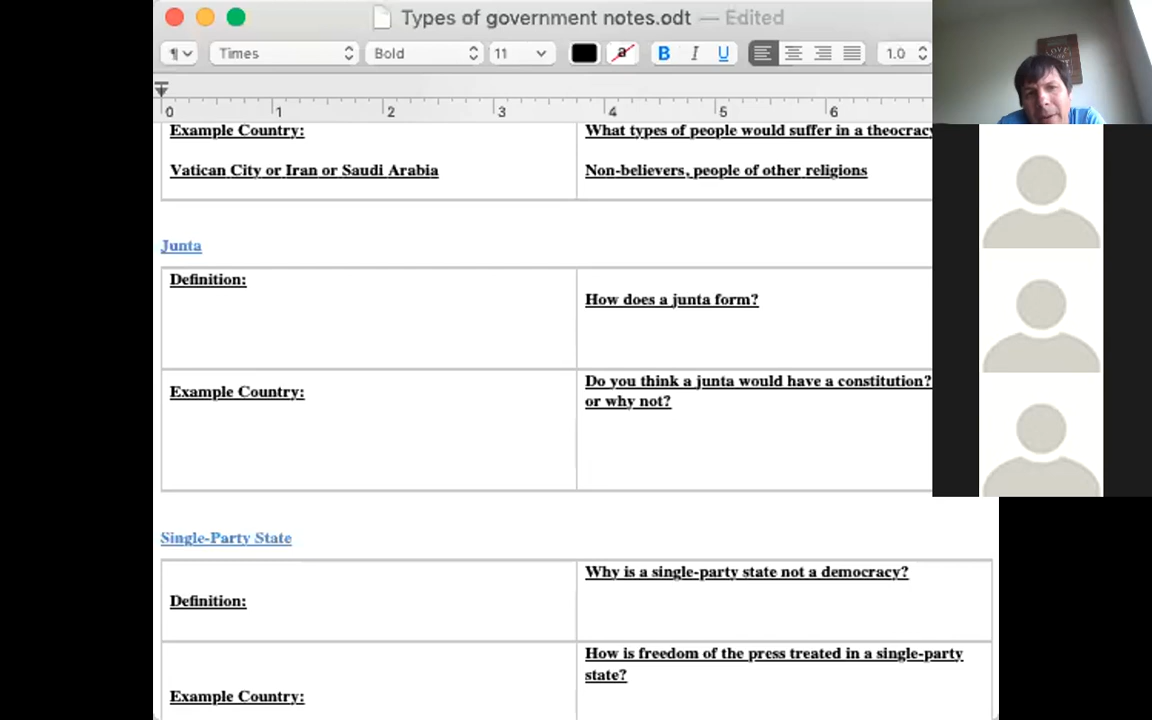 Types of government notes.odt — Edited
¶ Times Bold 11 a B I U 1.0
0 1 2 3 4 5 6
Example Country:
What types of people would suffer in a theocracy
Vatican City or Iran or Saudi Arabia
Non-believers, people of other religions
Junta
Definition:
How does a junta form?
Example Country:
Do you think a junta would have a constitution?
or why not?
Single-Party State
Why is a single-party state not a democracy?
Definition:
How is freedom of the press treated in a single-party
state?
Example Country: